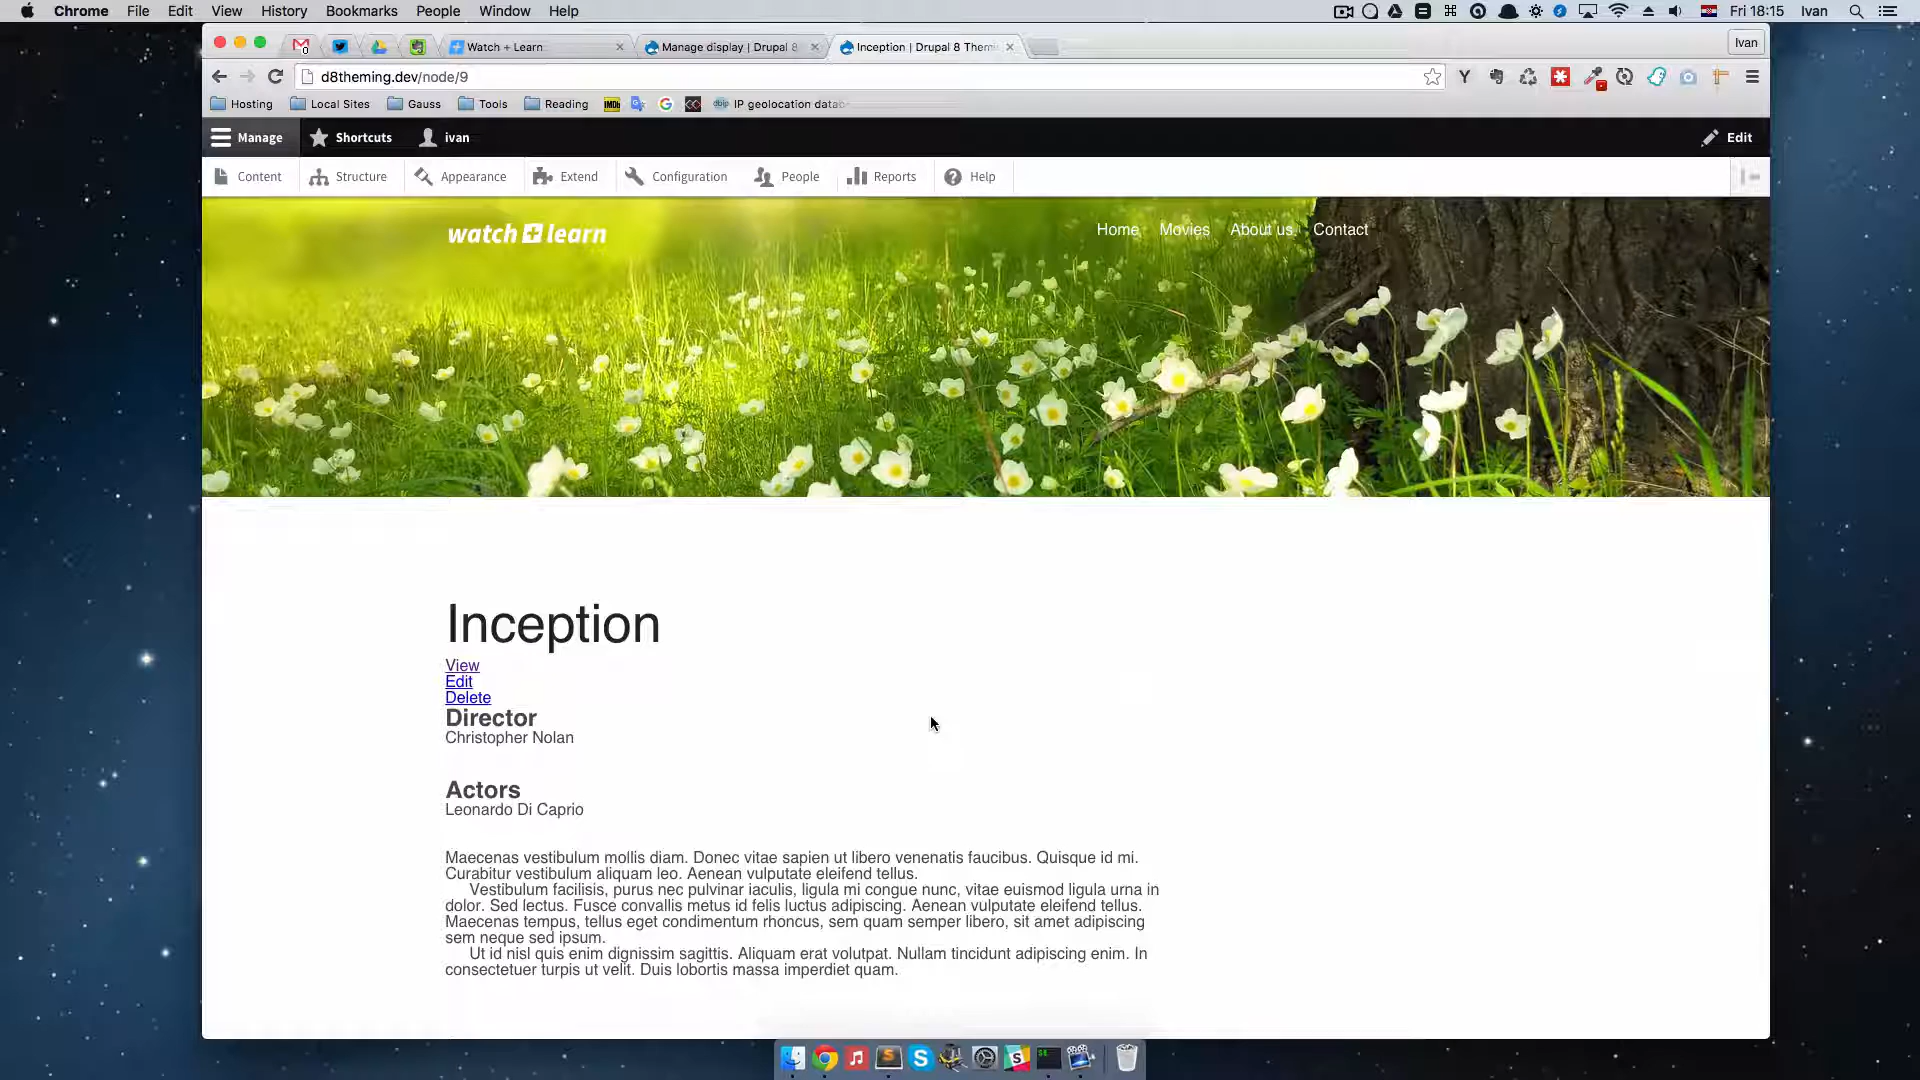 Chrome File Edit View History Bookmarks People Window Help Fri 18:15 Ivan
Watch + Learn
Manage display | Drupal 8
Inception | Drupal 8 Themi
Ivan
d8theming.dev/node/9
Hosting Local Sites Gauss Tools Reading IP geolocation datab
Manage Shortcuts ivan Edit
Content Structure Appearance Extend Configuration People Reports Help
watch learn
Home Movies About us Contact
Inception
View
Edit
Delete
Director
Christopher Nolan
Actors
Leonardo Di Caprio
Maecenas vestibulum mollis diam. Donec vitae sapien ut libero venenatis faucibus. Quisque id mi.
Curabitur vestibulum aliquam leo. Aenean vulputate eleifend tellus.
Vestibulum facilisis, purus nec pulvinar iaculis, ligula mi congue nunc, vitae euismod ligula urna in
dolor. Sed lectus. Fusce convallis metus id felis luctus adipiscing. Aenean vulputate eleifend tellus.
Maecenas tempus, tellus eget condimentum rhoncus, sem quam semper libero, sit amet adipiscing
sem neque sed ipsum.
Ut id nisl quis enim dignissim sagittis. Aliquam erat volutpat. Nullam tincidunt adipiscing enim. In
consectetuer turpis ut velit. Duis lobortis massa imperdiet quam.